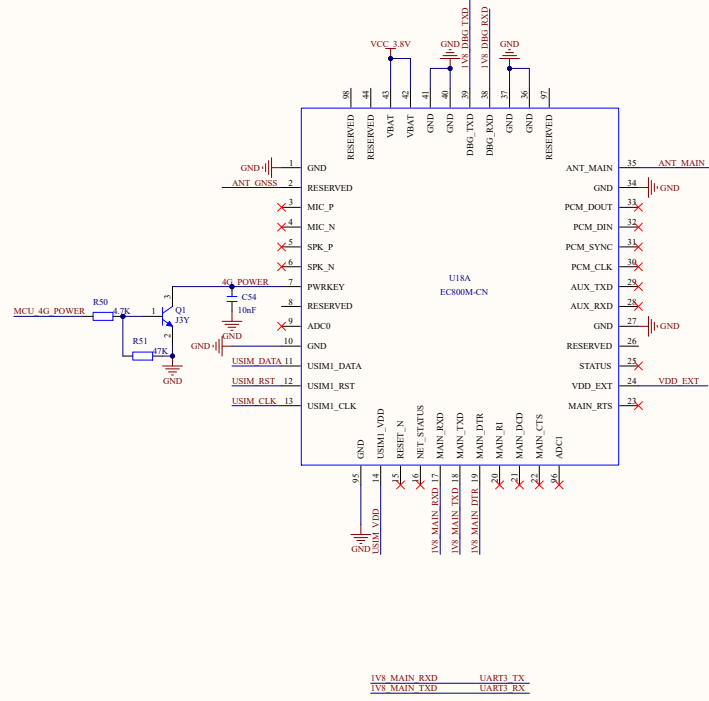 1V8_DBG_TXD
1V8_DBG_RXD
VCC_3.8V
GND
GND
98
44
43
42
41
40
39
38
37
36
97
RESERVED
RESERVED
VBAT
VBAT
GND
GND
DBG_TXD
DBG_RXD
GND
GND
RESERVED
GND 1 GND
ANT_GNSS 2 RESERVED
3 MIC_P
4 MIC_N
5 SPK_P
6 SPK_N
4G_POWER 7 PWRKEY
8 RESERVED
9 ADC0
GND 10 GND
USIM_DATA 11 USIM1_DATA
USIM_RST 12 USIM1_RST
USIM_CLK 13 USIM1_CLK
ANT_MAIN 35 ANT_MAIN
GND 34 GND
PCM_DOUT 33
PCM_DIN 32
PCM_SYNC 31
PCM_CLK 30
AUX_TXD 29
AUX_RXD 28
GND 27 GND
RESERVED 26
STATUS 25
VDD_EXT 24 VDD_EXT
MAIN_RTS 23
U18A
EC800M-CN
C54
10nF
GND
MCU_4G_POWER
R50
4.7K
1
3
2
Q1
J3Y
R51
47K
GND
GND
USIM1_VDD
RESET_N
NET_STATUS
MAIN_RXD
MAIN_TXD
MAIN_DTR
MAIN_RI
MAIN_DCD
MAIN_CTS
ADC1
95
14
15
16
17
18
19
20
21
22
96
GND
USIM_VDD
1V8_MAIN_RXD
1V8_MAIN_TXD
1V8_MAIN_DTR
1V8_MAIN_RXD UART3_TX
1V8_MAIN_TXD UART3_RX